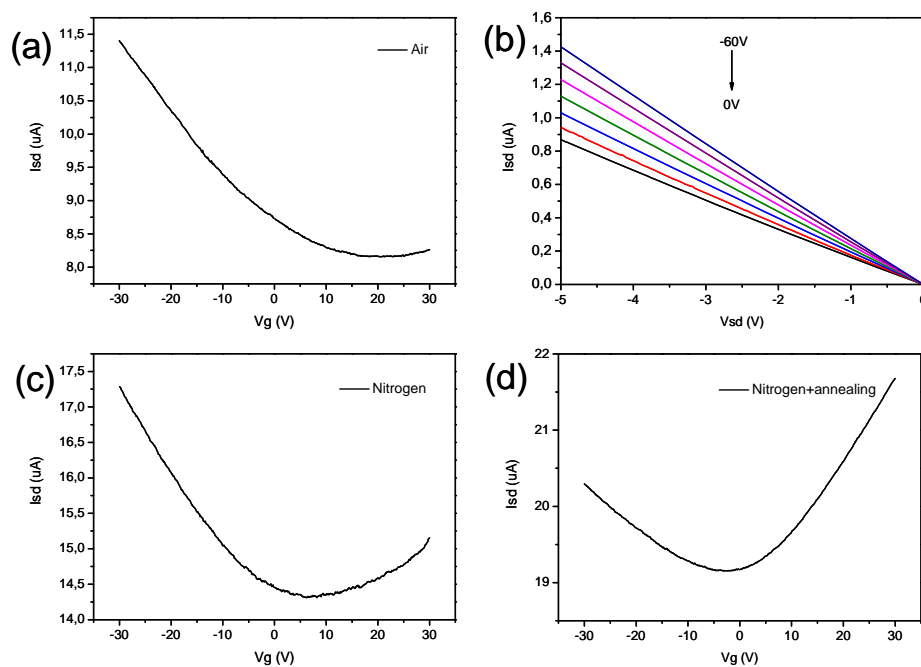 (a)
Air
11,5
11,0
10,5
10,0
9,5
9,0
8,5
8,0
Isd (uA)
-30 -20 -10 0 10 20 30
Vg (V)
(b)
-60V
0V
1,6
1,4
1,2
1,0
0,8
0,6
0,4
0,2
0,0
Isd (uA)
-5 -4 -3 -2 -1 0
Vsd (V)
(c)
Nitrogen
17,5
17,0
16,5
16,0
15,5
15,0
14,5
14,0
Isd (uA)
-30 -20 -10 0 10 20 30
Vg (V)
(d)
Nitrogen+annealing
22
21
20
19
Isd (uA)
-30 -20 -10 0 10 20 30
Vg (V)